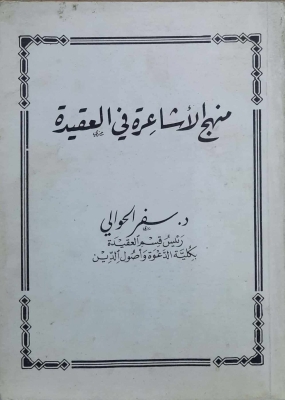 منهج الأشاعرة في العقيدة
د. سفر الحوالي
رئيس قسم العقيدة
بكلية الدعوة وأصول الدين